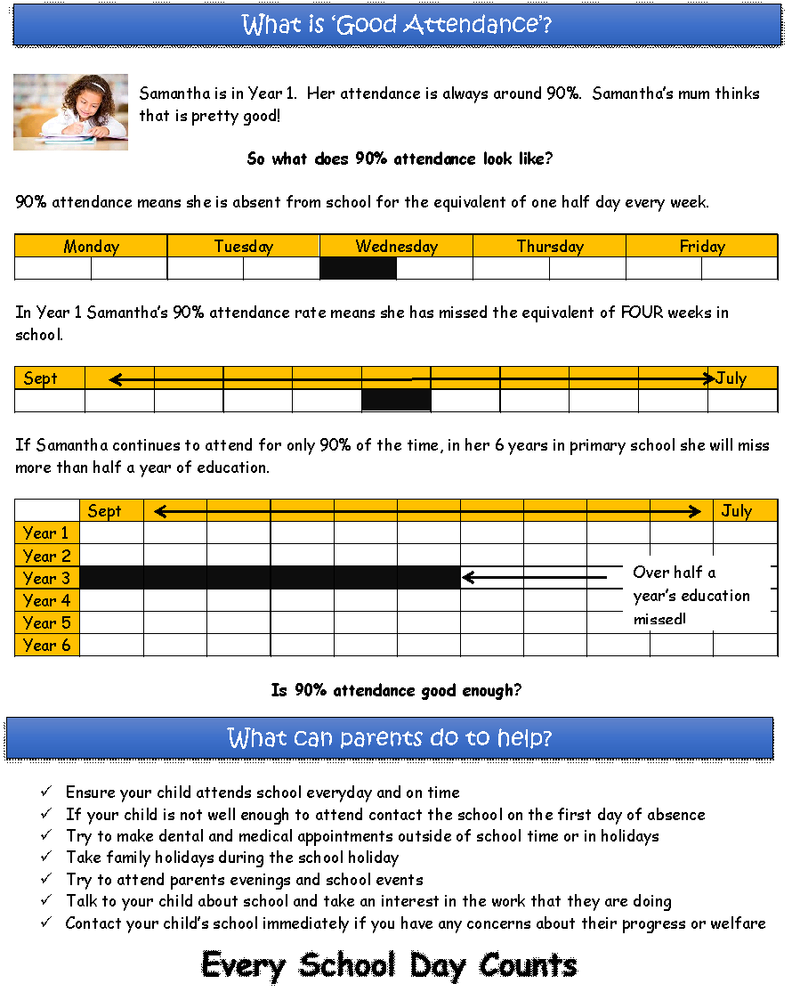 What is ‘Good Attendance’?
Samantha is in Year 1. Her attendance is always around 90%. Samantha’s mum thinks
that is pretty good!
So what does 90% attendance look like?
90% attendance means she is absent from school for the equivalent of one half day every week.
Monday Tuesday Wednesday Thursday Friday
In Year 1 Samantha’s 90% attendance rate means she has missed the equivalent of FOUR weeks in
school.
Sept July
If Samantha continues to attend for only 90% of the time, in her 6 years in primary school she will miss
more than half a year of education.
Sept July
Year 1
Year 2
Year 3
Year 4
Year 5
Year 6
Over half a
year’s education
missed!
Is 90% attendance good enough?
What can parents do to help?
✓ Ensure your child attends school everyday and on time
✓ If your child is not well enough to attend contact the school on the first day of absence
✓ Try to make dental and medical appointments outside of school time or in holidays
✓ Take family holidays during the school holiday
✓ Try to attend parents evenings and school events
✓ Talk to your child about school and take an interest in the work that they are doing
✓ Contact your child’s school immediately if you have any concerns about their progress or welfare
Every School Day Counts